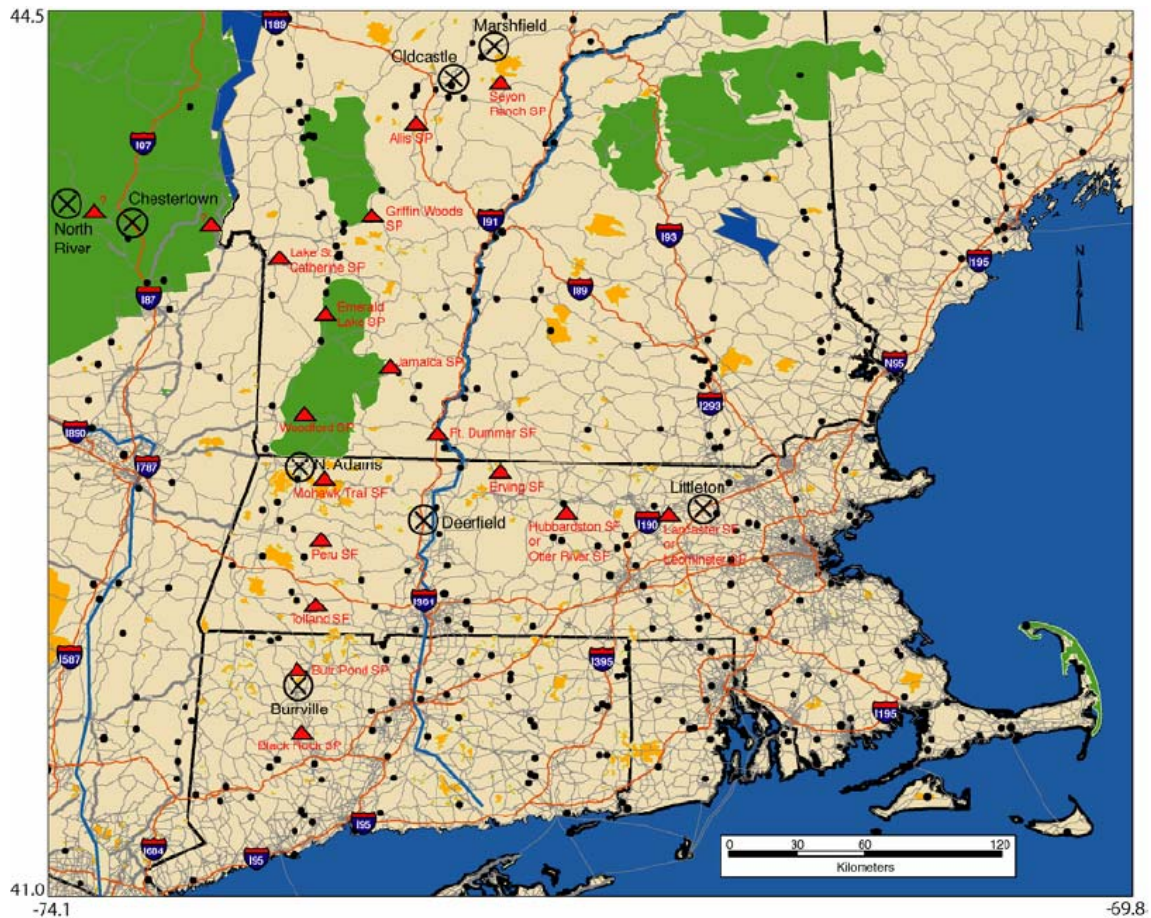 44.5
I189
Marshfield
Oldcastle
Seyon
Ranch SP
Allis SP
Chestertown
?
?
North
River
I91
Griffin Woods
SP
I93
Lake St.
Catherine SP
N
I195
I87
I89
Emerald
Lake SP
Jamaica SP
N95
I293
Woodford SP
Ft. Dummer SP
I890
I787
N. Adams
Mohawk Trail SF
Erving SF
Littleton
Deerfield
Hubbardston SF
or
Otter River SF
I190
Lancaster SF
or
Leominster SF
Peru SF
Tolland SF
I391
I587
I395
Burr Pond SP
Burrville
I195
Black Rock SP
I95
I684
I95
0 30 60 120
Kilometers
41.0
-74.1
-69.8